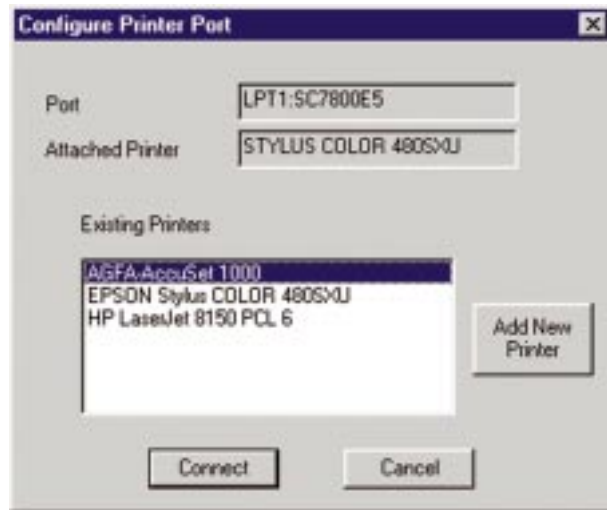 Configure Printer Port
Port
LPT1:SC7800E5
Attached Printer
STYLUS COLOR 480SXU
Existing Printers
AGFA-AccuSet 1000
EPSON Stylus COLOR 480SXU
HP LaserJet 8150 PCL 6
Add New
Printer
Connect
Cancel